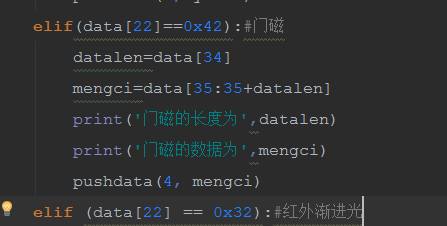 elif(data[22]==0x42):#门磁
datalen=data[34]
mengci=data[35:35+datalen]
print('门磁的长度为',datalen)
print('门磁的数据为',mengci)
pushdata(4, mengci)
elif (data[22] == 0x32):#红外渐进光